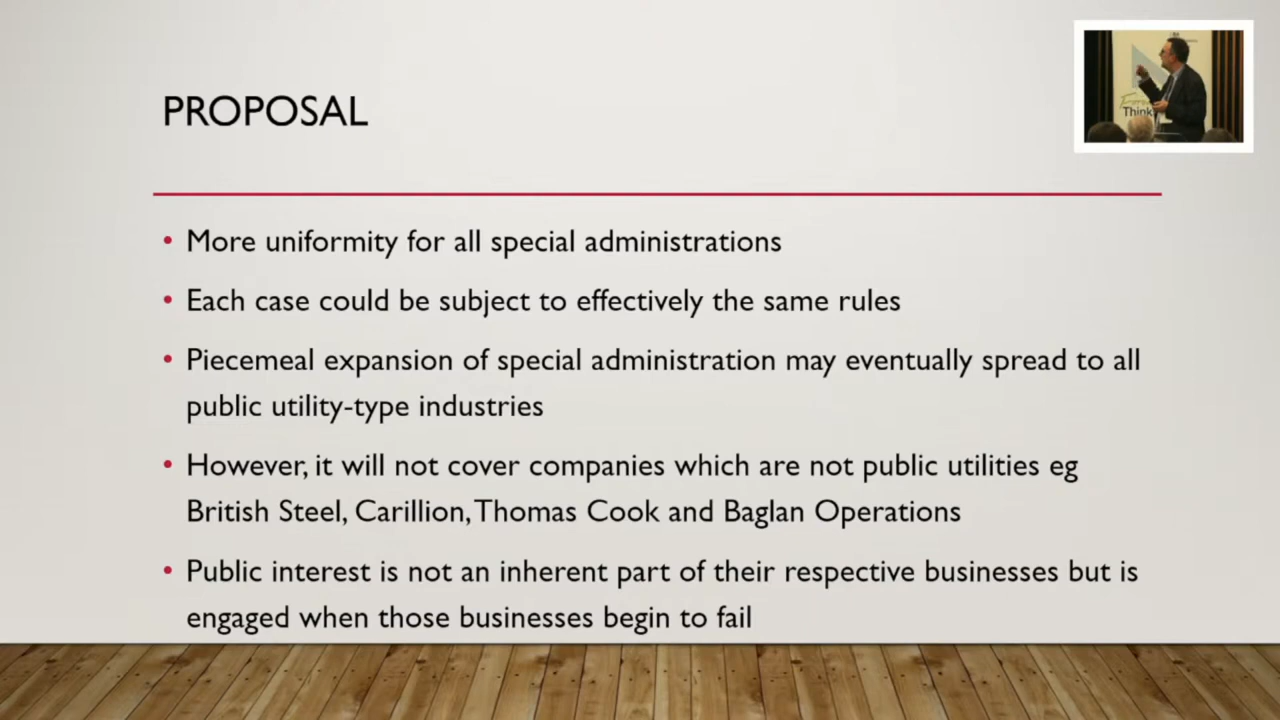 PROPOSAL
Think
• More uniformity for all special administrations
• Each case could be subject to effectively the same rules
• Piecemeal expansion of special administration may eventually spread to all
public utility-type industries
• However, it will not cover companies which are not public utilities eg
British Steel, Carillion, Thomas Cook and Baglan Operations
• Public interest is not an inherent part of their respective businesses but is
engaged when those businesses begin to fail